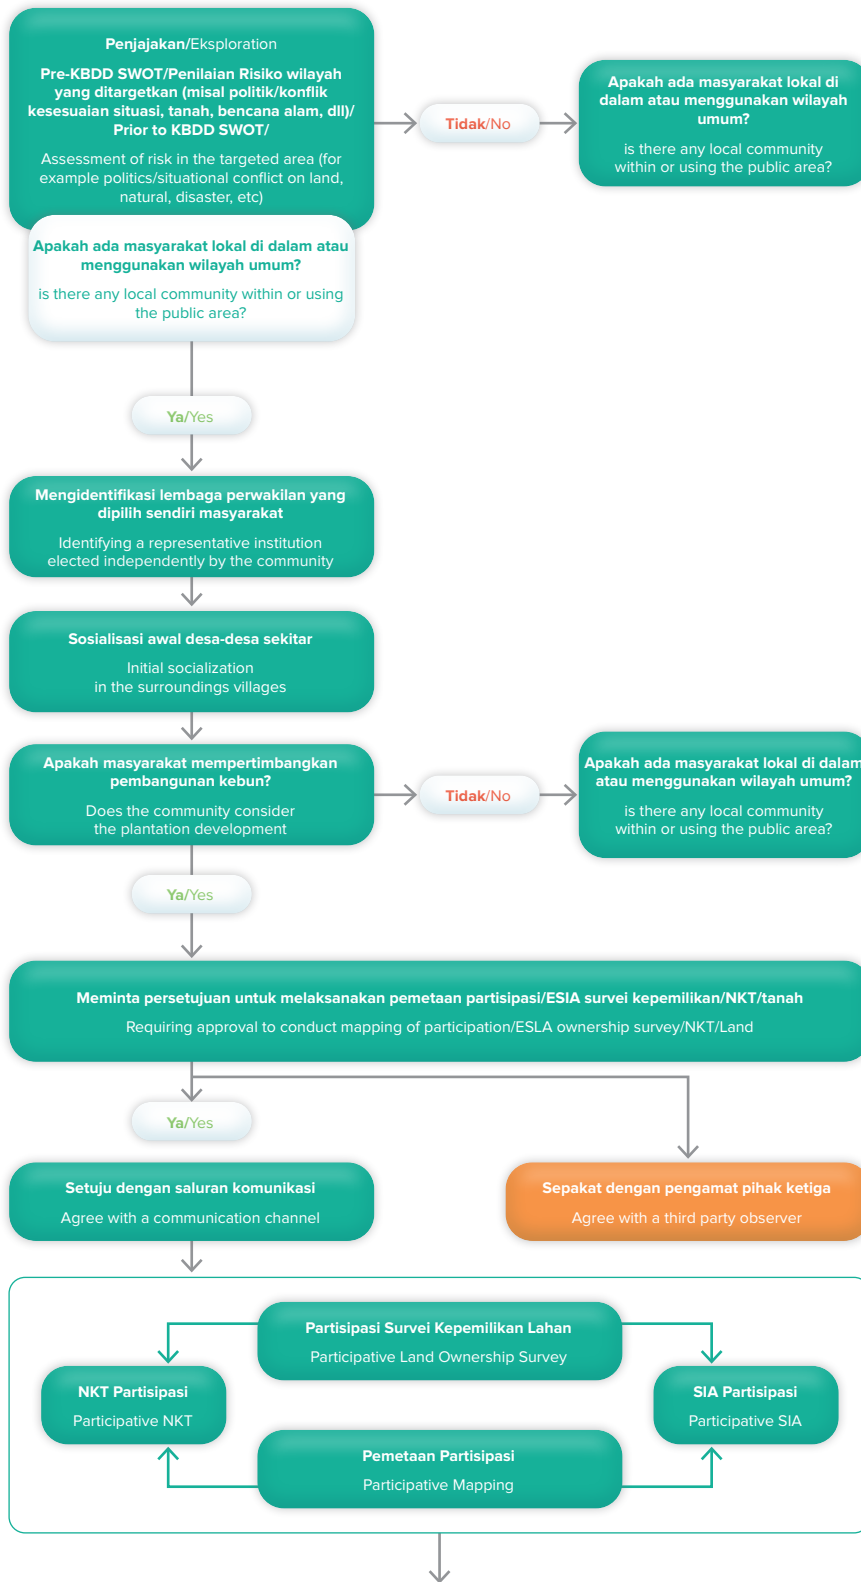 Penjajakan/Eksploration
Pre-KBDD SWOT/Penilaian Risiko wilayah
yang ditargetkan (misal politik/konflik
kesesuaian situasi, tanah, bencana alam, dll)/
Prior to KBDD SWOT/
Assessment of risk in the targeted area (for
example politics/situational conflict on land,
natural, disaster, etc)
Tidak/No
Apakah ada masyarakat lokal di
dalam atau menggunakan wilayah
umum?
is there any local community
within or using the public area?
Apakah ada masyarakat lokal di dalam atau
menggunakan wilayah umum?
is there any local community within or using
the public area?
Ya/Yes
Mengidentifikasi lembaga perwakilan yang
dipilih sendiri masyarakat
Identifying a representative institution
elected independently by the community
Sosialisasi awal desa-desa sekitar
Initial socialization
in the surroundings villages
Apakah masyarakat mempertimbangkan
pembangunan kebun?
Does the community consider
the plantation development
Tidak/No
Apakah ada masyarakat lokal di dalam
atau menggunakan wilayah umum?
is there any local community
within or using the public area?
Ya/Yes
Meminta persetujuan untuk melaksanakan pemetaan partisipasi/ESIA survei kepemilikan/NKT/tanah
Requiring approval to conduct mapping of participation/ESLA ownership survey/NKT/Land
Ya/Yes
Setuju dengan saluran komunikasi
Agree with a communication channel
Sepakat dengan pengamat pihak ketiga
Agree with a third party observer
Partisipasi Survei Kepemilikan Lahan
Participative Land Ownership Survey
NKT Partisipasi
Participative NKT
SIA Partisipasi
Participative SIA
Pemetaan Partisipasi
Participative Mapping